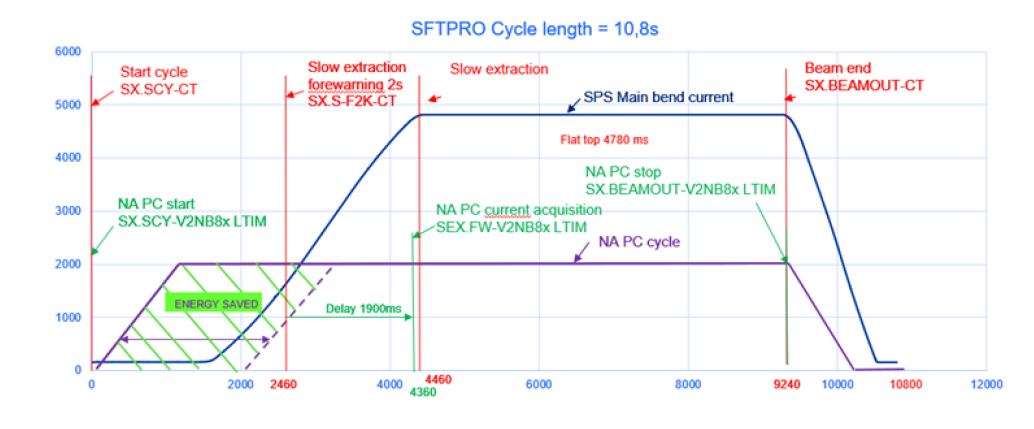 SFTPRO Cycle length = 10,8s
6000
5000
4000
3000
2000
1000
0
Start cycle
SX.SCY-CT
Slow extraction
forewarning 2s
SX.S-F2K-CT
Slow extraction
Beam end
SX.BEAMOUT-CT
SPS Main bend current
Flat top 4780 ms
NA PC start
SX.SCY-V2NB8x LTIM
NA PC current acquisition
SEX.FW-V2NB8x LTIM
NA PC stop
SX.BEAMOUT-V2NB8x LTIM
NA PC cycle
ENERGY SAVED
Delay 1900ms
0
2000
2460
4000
4360
4460
6000
8000
9240
10000
10800
12000